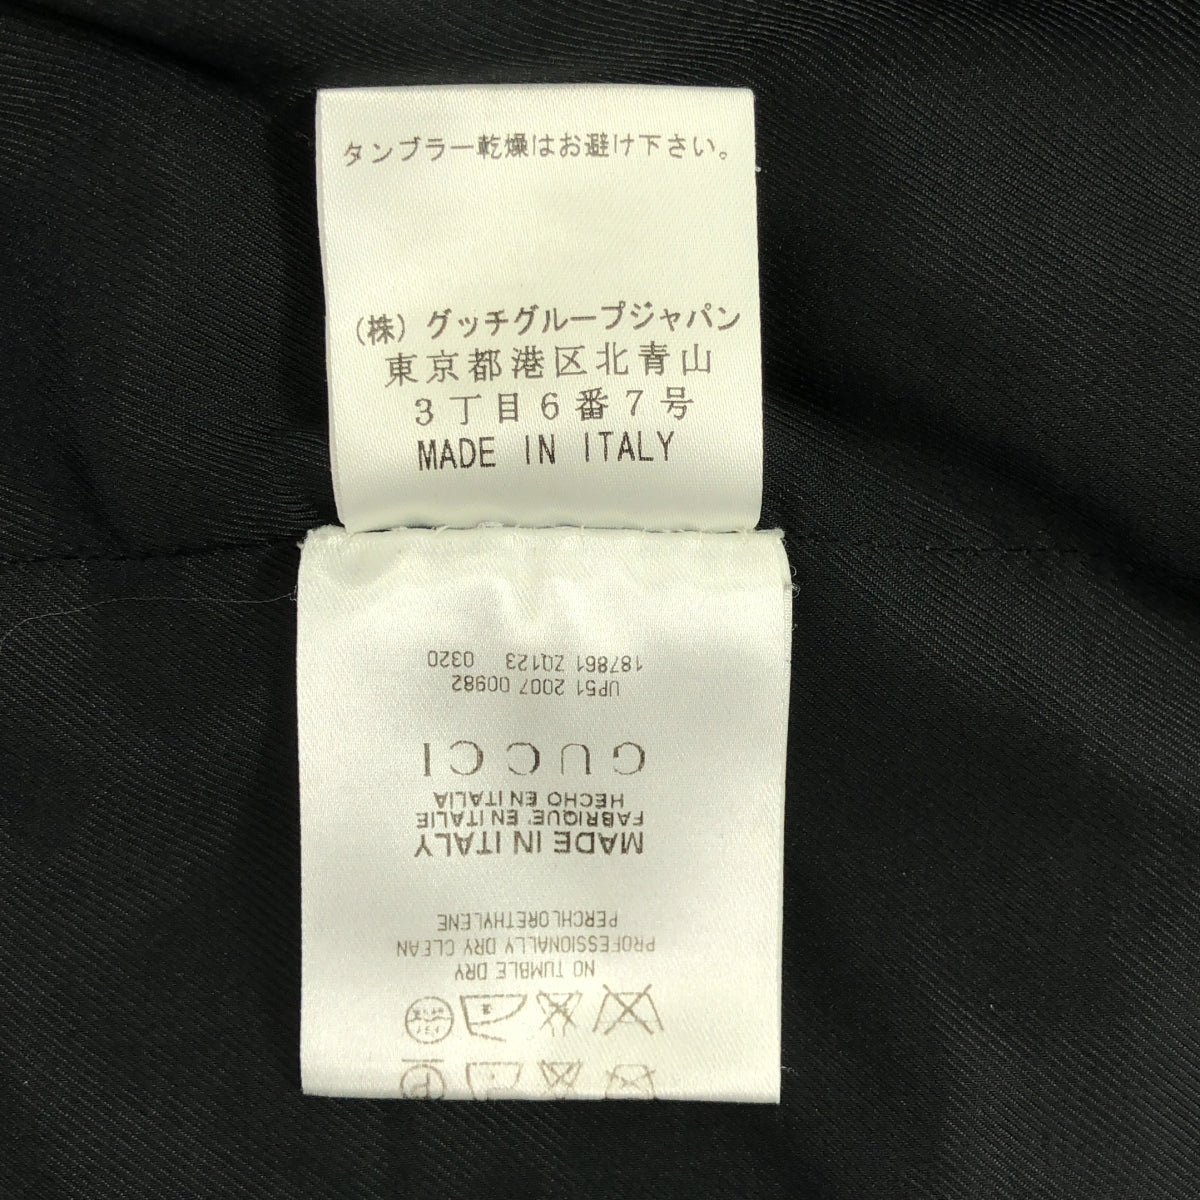 タンブラー乾燥はお避け下さい。
(株) グッチグループジャパン
東京都港区北青山
3丁目6番7号
MADE IN ITALY
NO TUMBLE DRY
PROFESSIONALLY DRY CLEAN
PERCHLORETHYLENE
MADE IN ITALY
FABRIQUÉ EN ITALIE
HECHO EN ITALIA
GUCCI
UP51 2007 00982
187861 ZQ123 0320